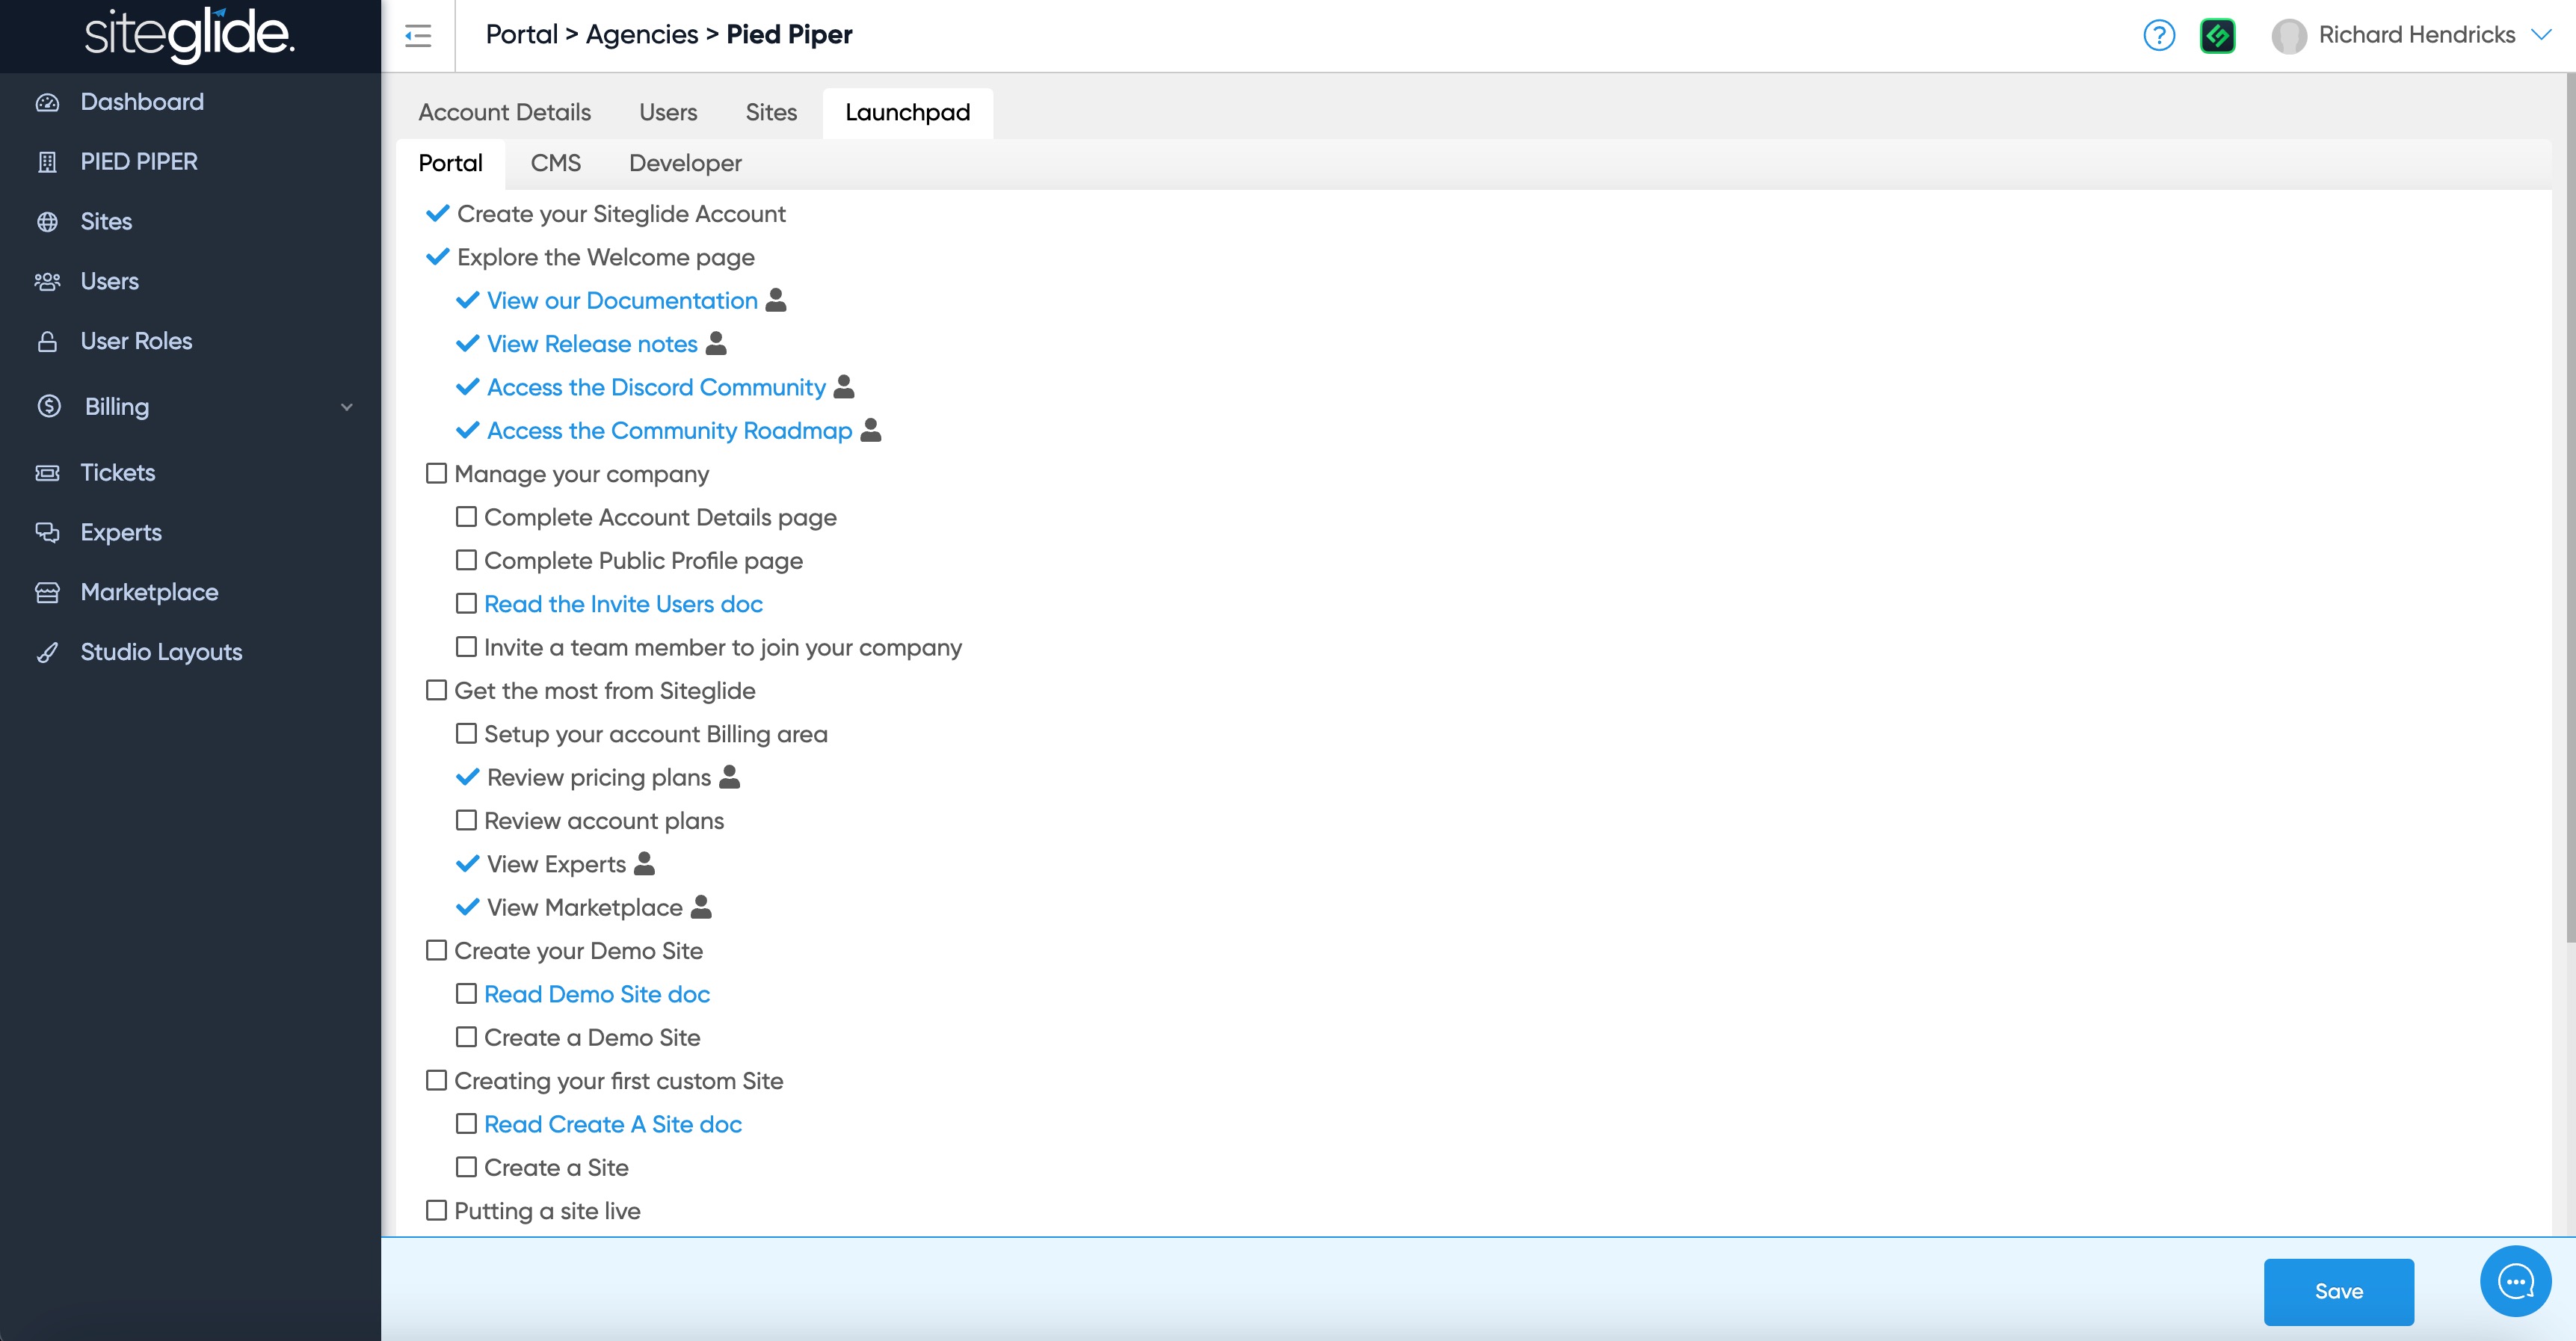 siteglide.
Portal > Agencies > Pied Piper
?
Richard Hendricks
Dashboard
PIED PIPER
Sites
Users
User Roles
Billing
Tickets
Experts
Marketplace
Studio Layouts
Account Details Users Sites Launchpad
Portal CMS Developer
Create your Siteglide Account
Explore the Welcome page
View our Documentation
View Release notes
Access the Discord Community
Access the Community Roadmap
Manage your company
Complete Account Details page
Complete Public Profile page
Read the Invite Users doc
Invite a team member to join your company
Get the most from Siteglide
Setup your account Billing area
Review pricing plans
Review account plans
View Experts
View Marketplace
Create your Demo Site
Read Demo Site doc
Create a Demo Site
Creating your first custom Site
Read Create A Site doc
Create a Site
Putting a site live
Save